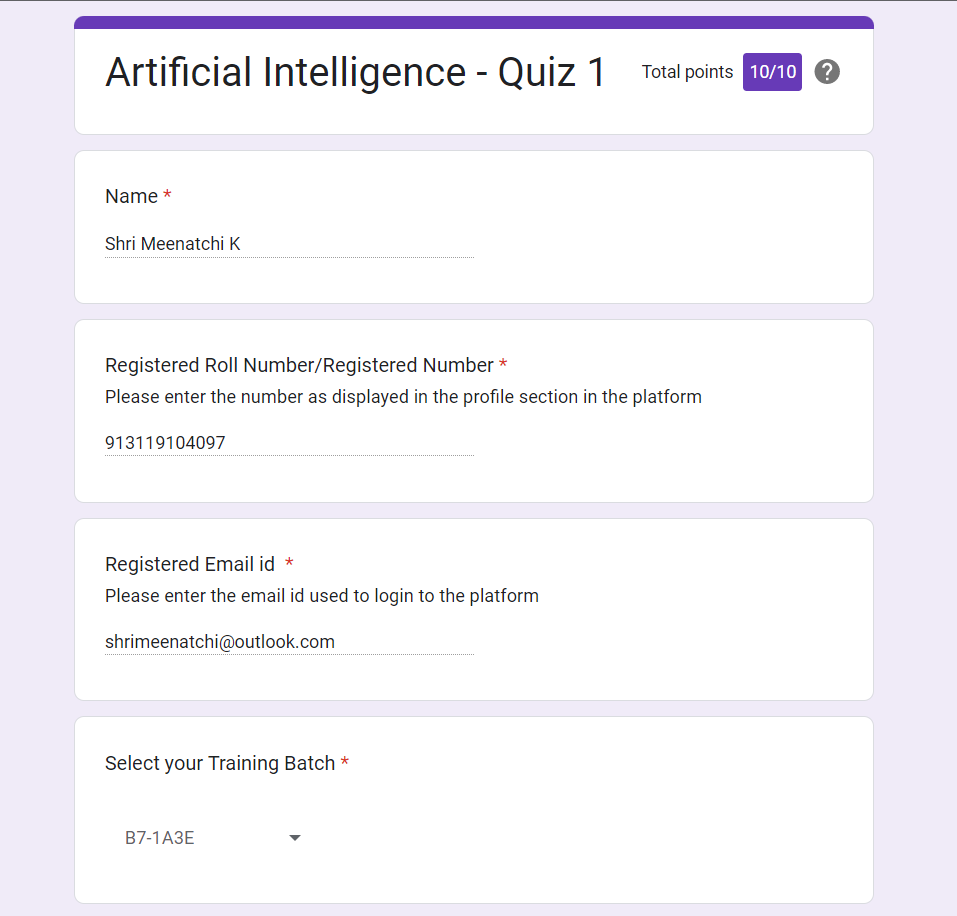 Artificial Intelligence - Quiz 1 Total points 10/10 ?
Name *
Shri Meenatchi K
Registered Roll Number/Registered Number *
Please enter the number as displayed in the profile section in the platform
913119104097
Registered Email id *
Please enter the email id used to login to the platform
shrimeenatchi@outlook.com
Select your Training Batch *
B7-1A3E